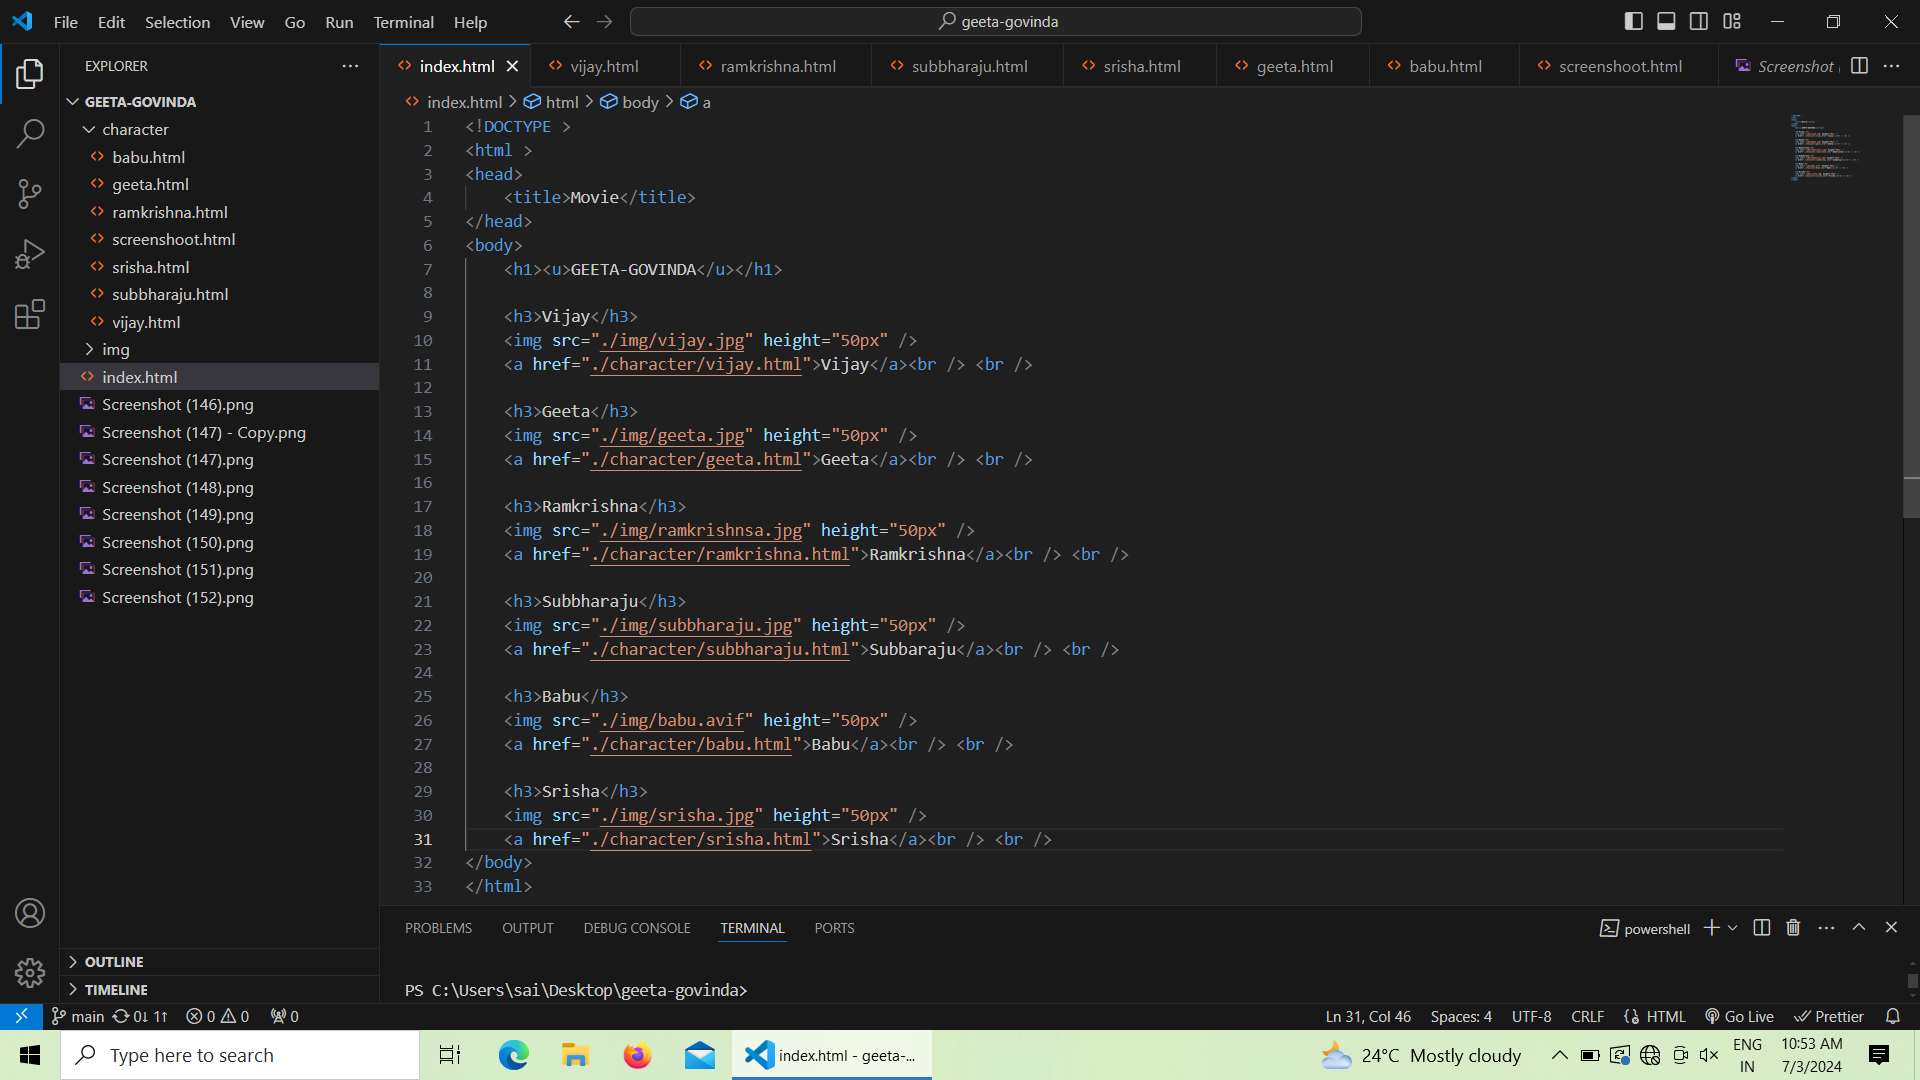 File Edit Selection View Go Run Terminal Help
geeta-govinda
EXPLORER
GEETA-GOVINDA
character
babu.html
geeta.html
ramkrishna.html
screenshoot.html
srisha.html
subbharaju.html
vijay.html
img
index.html
Screenshot (146).png
Screenshot (147) - Copy.png
Screenshot (147).png
Screenshot (148).png
Screenshot (149).png
Screenshot (150).png
Screenshot (151).png
Screenshot (152).png
OUTLINE
TIMELINE
index.html vijay.html ramkrishna.html subbharaju.html srisha.html geeta.html babu.html screenshoot.html Screenshot
index.html > html > body > a
1 <!DOCTYPE >
2 <html >
3 <head>
4 <title>Movie</title>
5 </head>
6 <body>
7 <h1><u>GEETA-GOVINDA</u></h1>
8
9 <h3>Vijay</h3>
10 <img src="./img/vijay.jpg" height="50px" />
11 <a href="./character/vijay.html">Vijay</a><br /> <br />
12
13 <h3>Geeta</h3>
14 <img src="./img/geeta.jpg" height="50px" />
15 <a href="./character/geeta.html">Geeta</a><br /> <br />
16
17 <h3>Ramkrishna</h3>
18 <img src="./img/ramkrishnsa.jpg" height="50px" />
19 <a href="./character/ramkrishna.html">Ramkrishna</a><br /> <br />
20
21 <h3>Subbharaju</h3>
22 <img src="./img/subbharaju.jpg" height="50px" />
23 <a href="./character/subbharaju.html">Subbaraju</a><br /> <br />
24
25 <h3>Babu</h3>
26 <img src="./img/babu.avif" height="50px" />
27 <a href="./character/babu.html">Babu</a><br /> <br />
28
29 <h3>Srisha</h3>
30 <img src="./img/srisha.jpg" height="50px" />
31 <a href="./character/srisha.html">Srisha</a><br /> <br />
32 </body>
33 </html>
PROBLEMS OUTPUT DEBUG CONSOLE TERMINAL PORTS
powershell
PS C:\Users\sai\Desktop\geeta-govinda>
main 0↓ 1↑ 0 0 0
Ln 31, Col 46 Spaces: 4 UTF-8 CRLF HTML Go Live Prettier
Type here to search
index.html - geeta-...
24°C Mostly cloudy
ENG
IN
10:53 AM
7/3/2024